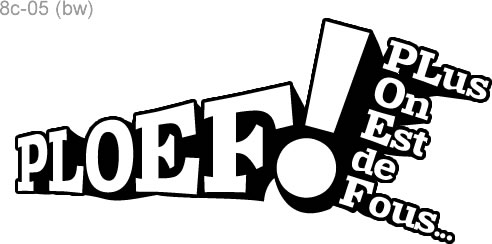 8c-05 (bw)
PLOEF!
PLus
On
Est
de
Fous...